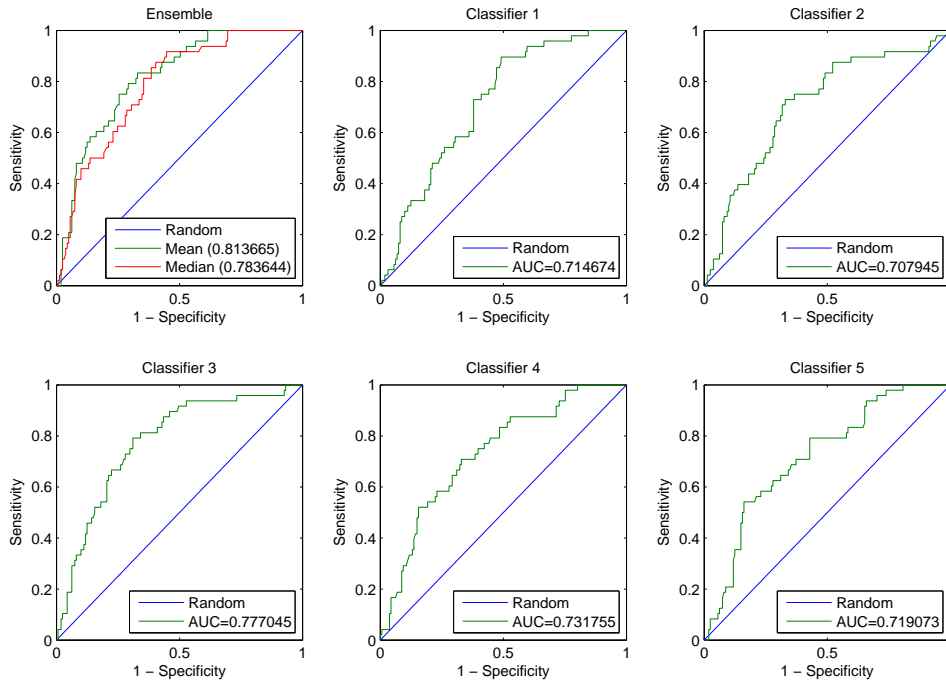 Ensemble
1
0.8
0.6
0.4
0.2
0
Sensitivity
Random
Mean (0.813665)
Median (0.783644)
0 0.5 1
1 − Specificity
Classifier 1
1
0.8
0.6
0.4
0.2
0
Sensitivity
Random
AUC=0.714674
0 0.5 1
1 − Specificity
Classifier 2
1
0.8
0.6
0.4
0.2
0
Sensitivity
Random
AUC=0.707945
0 0.5 1
1 − Specificity
Classifier 3
1
0.8
0.6
0.4
0.2
0
Sensitivity
Random
AUC=0.777045
0 0.5 1
1 − Specificity
Classifier 4
1
0.8
0.6
0.4
0.2
0
Sensitivity
Random
AUC=0.731755
0 0.5 1
1 − Specificity
Classifier 5
1
0.8
0.6
0.4
0.2
0
Sensitivity
Random
AUC=0.719073
0 0.5 1
1 − Specificity